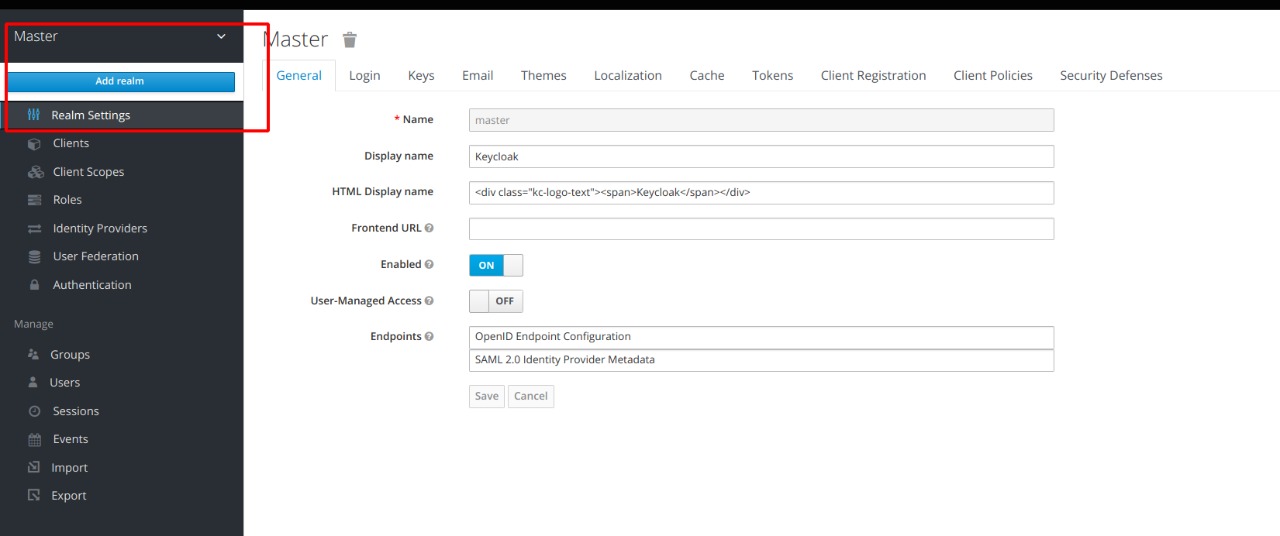 Master
Add realm
Realm Settings
Clients
Client Scopes
Roles
Identity Providers
User Federation
Authentication
Manage
Groups
Users
Sessions
Events
Import
Export
Master
General Login Keys Email Themes Localization Cache Tokens Client Registration Client Policies Security Defenses
* Name master
Display name Keycloak
HTML Display name <div class="kc-logo-text"><span>Keycloak</span></div>
Frontend URL
Enabled ON
User-Managed Access OFF
Endpoints OpenID Endpoint Configuration
SAML 2.0 Identity Provider Metadata
Save Cancel